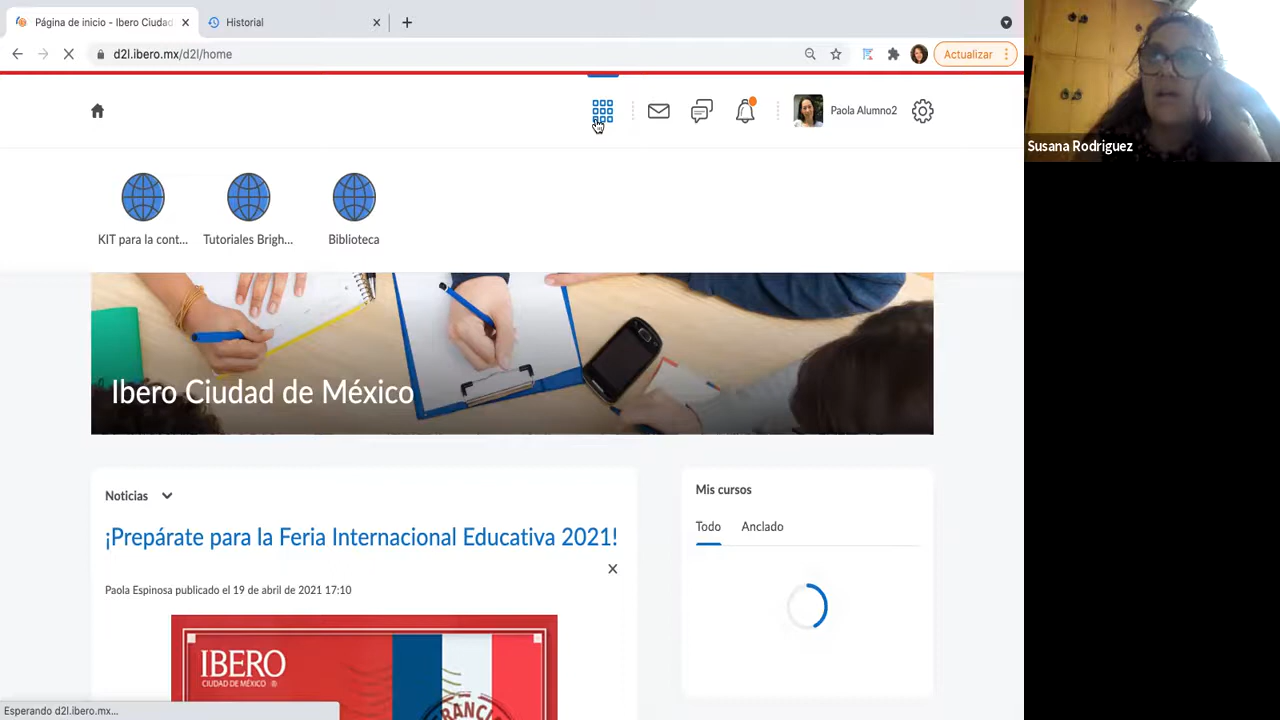 Página de inicio - Ibero Ciudad
Historial
d2l.ibero.mx/d2l/home
Actualizar
Susana Rodriguez
Paola Alumno2
KIT para la cont...
Tutoriales Brigh...
Biblioteca
Ibero Ciudad de México
Noticias
¡Prepárate para la Feria Internacional Educativa 2021!
Paola Espinosa publicado el 19 de abril de 2021 17:10
IBERO
CIUDAD DE MÉXICO ®
Mis cursos
Todo
Anclado
Esperando d2l.ibero.mx...